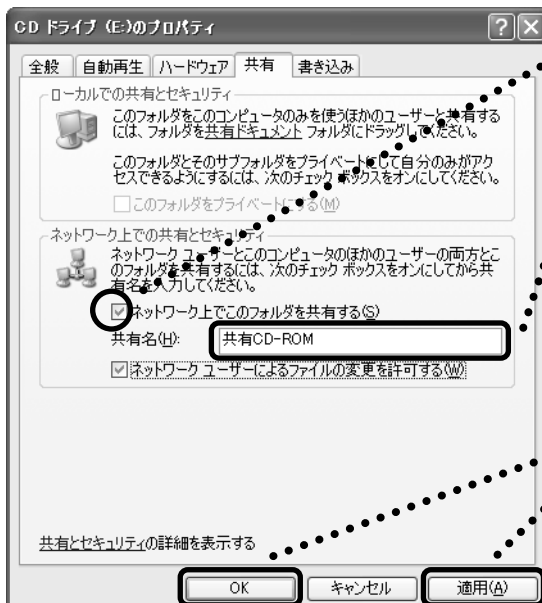 CD ドライブ (E:)のプロパティ
全般 自動再生 ハードウェア 共有 書き込み
ローカルでの共有とセキュリティ
このフォルダをこのコンピュータのみを使うほかのユーザーと共有する
には、フォルダを共有ドキュメント フォルダにドラッグしてください。
このフォルダとそのサブフォルダをプライベートにして自分のみがアク
セスできるようにするには、次のチェック ボックスをオンにしてください。
このフォルダをプライベートにする(M)
ネットワーク上での共有とセキュリティ
ネットワーク ユーザーとこのコンピュータのほかのユーザーの両方とこ
のフォルダを共有するには、次のチェック ボックスをオンにしてから共
有名を入力してください。
ネットワーク上でこのフォルダを共有する(S)
共有名(H): 共有CD-ROM
ネットワーク ユーザーによるファイルの変更を許可する(W)
共有とセキュリティの詳細を表示する
OK キャンセル 適用(A)